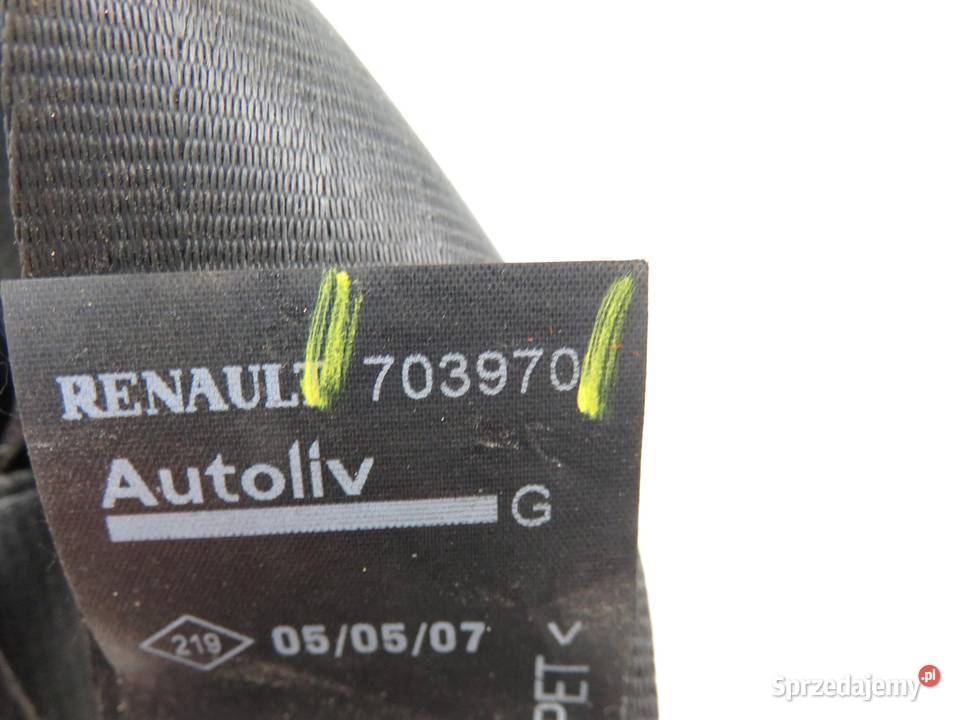 RENAULT 703970
Autoliv G
219 05/05/07
PET <
Sprzedajemy .pl